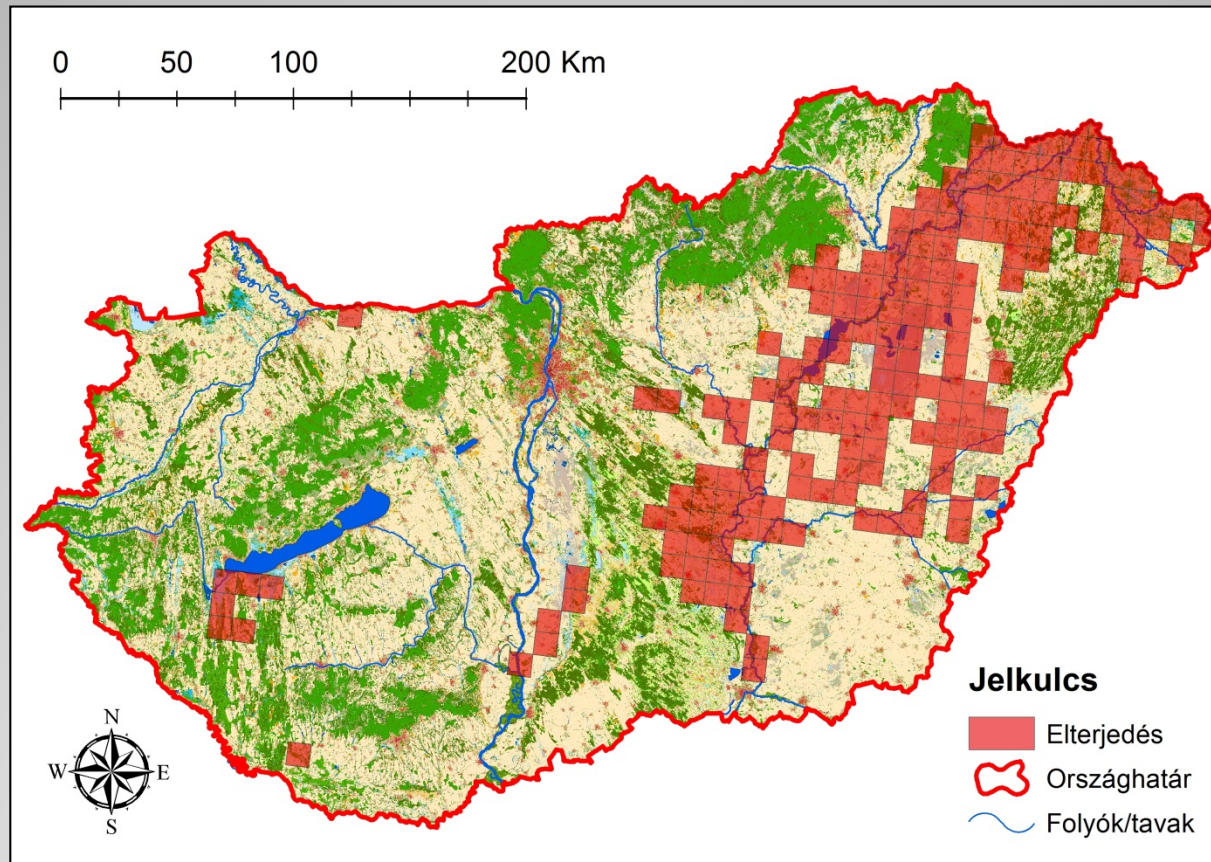 0 50 100 200 Km
N
W E
S
Jelkulcs
Elterjedés
Országhatár
Folyók/tavak